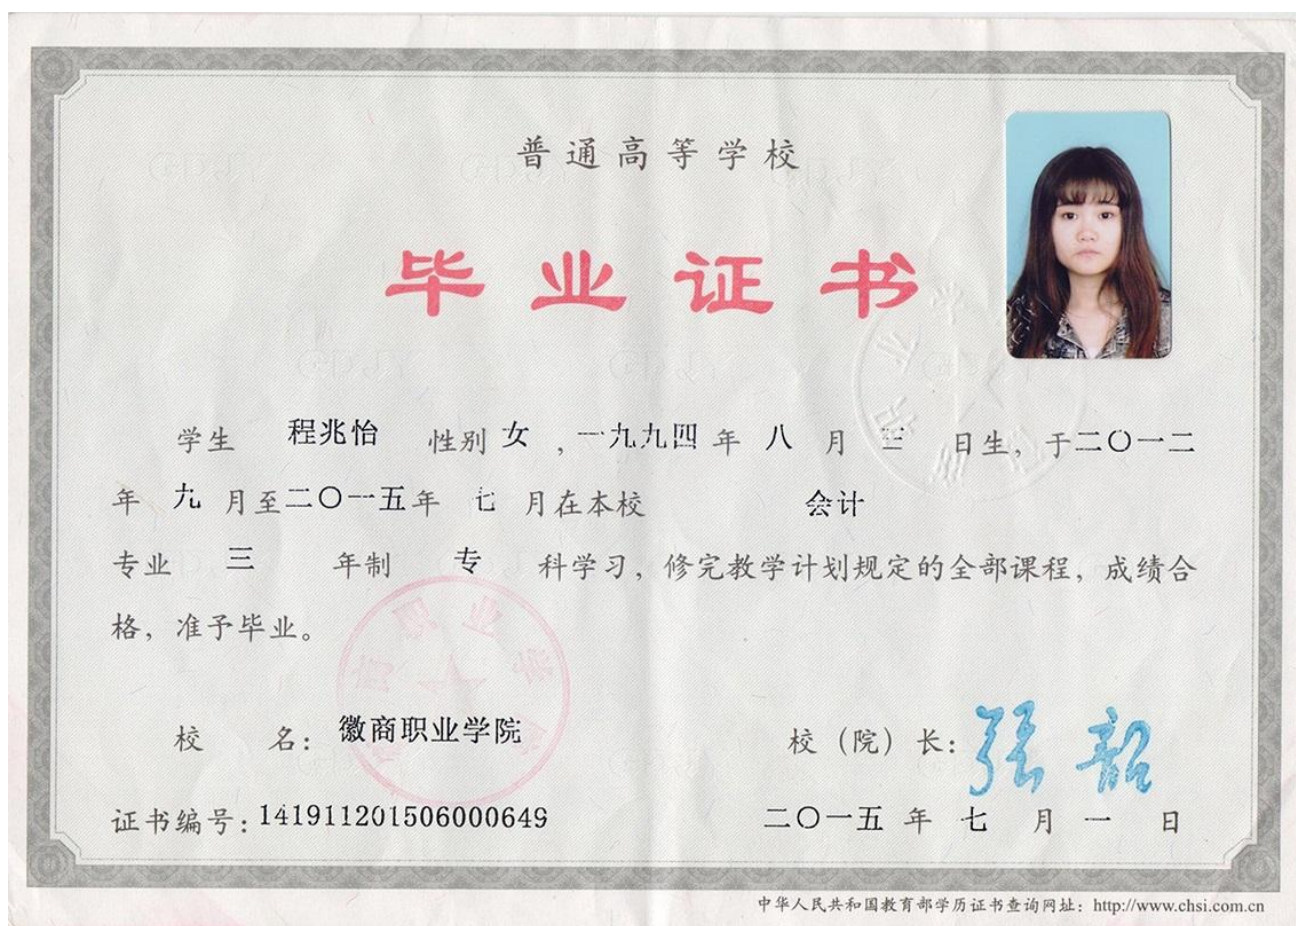 普通高等学校
毕业证书
学生 程兆怡 性别 女 ，一九九四 年 八 月 三 日生，于二〇一二
年 九 月至二〇一五年 七 月在本校 会计
专业 三 年制 专 科学习，修完教学计划规定的全部课程，成绩合
格，准予毕业。
校 名：徽商职业学院 校（院）长：张韶
证书编号：141911201506000649 二〇一五 年 七 月 一 日
中华人民共和国教育部学历证书查询网址：http://www.chsi.com.cn